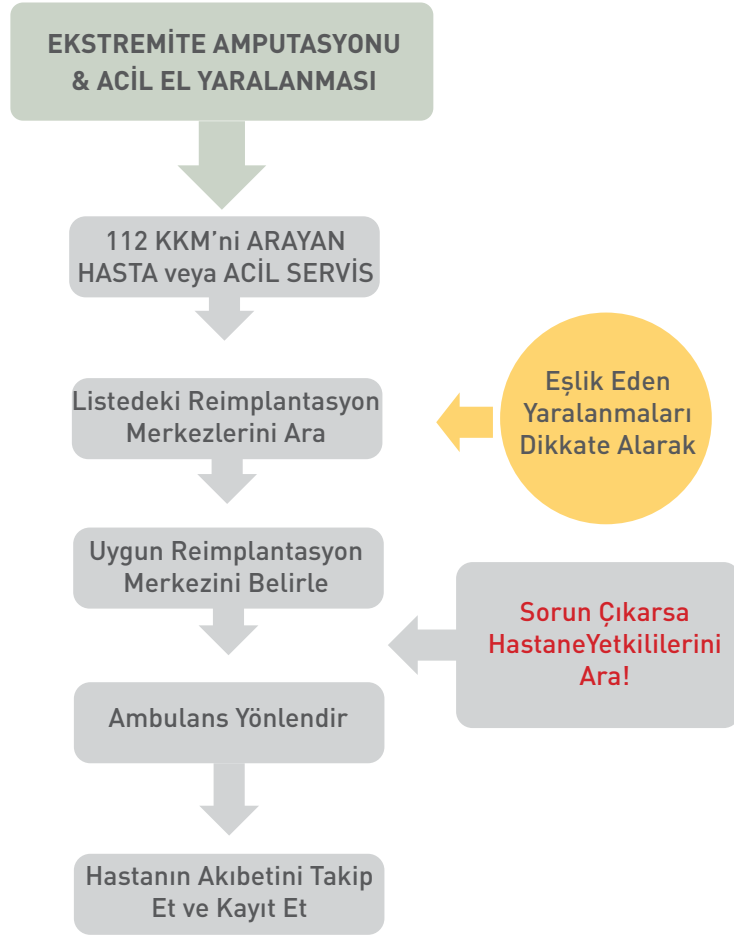 EKSTREMİTE AMPUTASYONU
& ACİL EL YARALANMASI
112 KKM'ni ARAYAN
HASTA veya ACİL SERVİS
Listedeki Reimplantasyon
Merkezlerini Ara
Eşlik Eden
Yaralanmaları
Dikkate Alarak
Uygun Reimplantasyon
Merkezini Belirle
Sorun Çıkarsa
HastaneYetkililerini
Ara!
Ambulans Yönlendir
Hastanın Akıbetini Takip
Et ve Kayıt Et